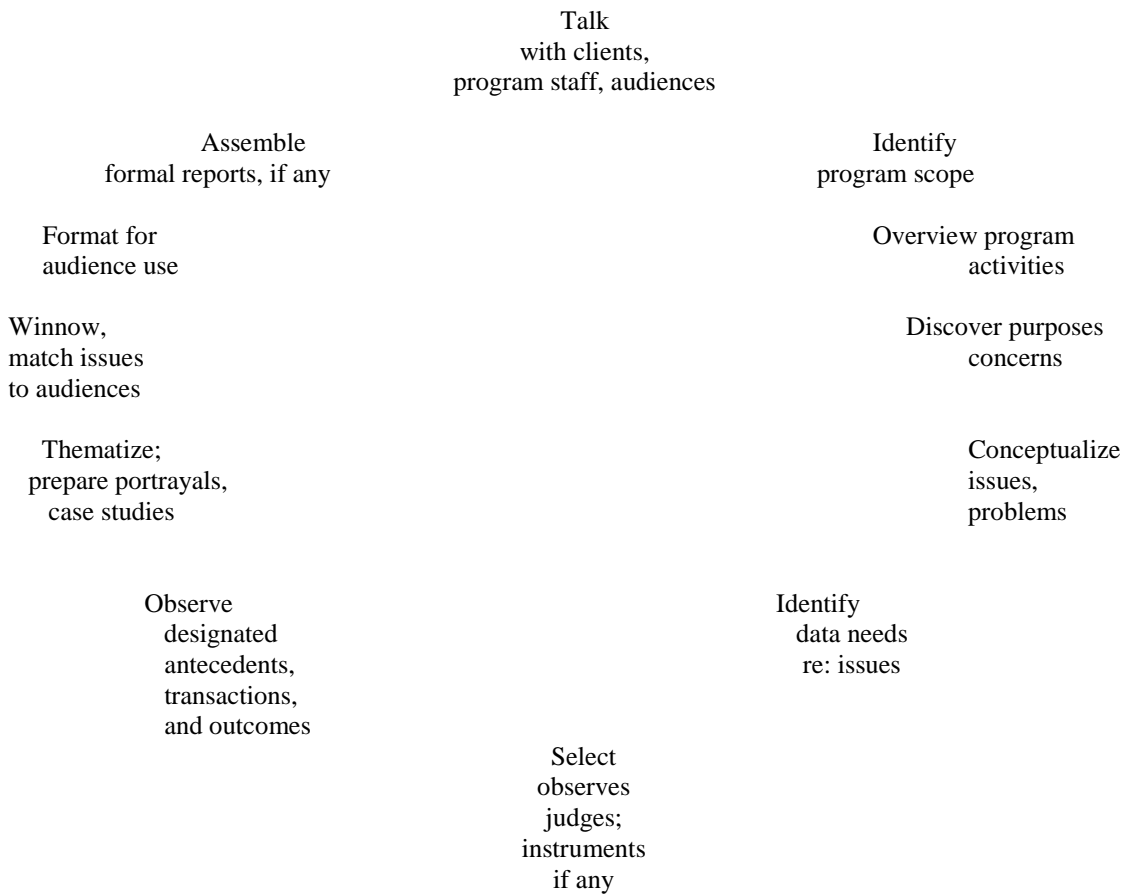 Talk
with clients,
program staff, audiences
Assemble
formal reports, if any
Identify
program scope
Format for
audience use
Overview program
activities
Winnow,
match issues
to audiences
Discover purposes
concerns
Thematize;
prepare portrayals,
case studies
Conceptualize
issues,
problems
Observe
designated
antecedents,
transactions,
and outcomes
Identify
data needs
re: issues
Select
observes
judges;
instruments
if any